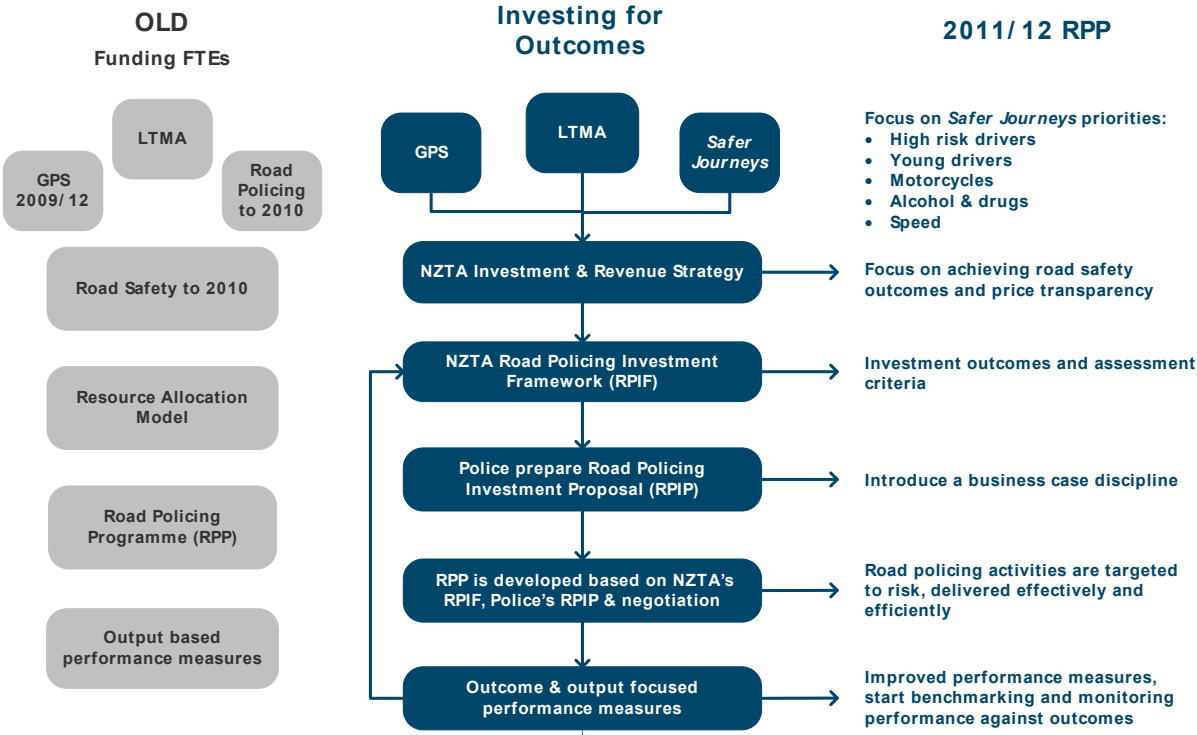 OLD
Funding FTEs
LTMA
GPS
2009/12
Road
Policing
to 2010
Road Safety to 2010
Resource Allocation
Model
Road Policing
Programme (RPP)
Output based
performance measures
Investing for
Outcomes
GPS
LTMA
Safer
Journeys
NZTA Investment & Revenue Strategy
NZTA Road Policing Investment
Framework (RPIF)
Police prepare Road Policing
Investment Proposal (RPIP)
RPP is developed based on NZTA’s
RPIF, Police’s RPIP & negotiation
Outcome & output focused
performance measures
2011/12 RPP
Focus on Safer Journeys priorities:
• High risk drivers
• Young drivers
• Motorcycles
• Alcohol & drugs
• Speed
Focus on achieving road safety
outcomes and price transparency
Investment outcomes and assessment
criteria
Introduce a business case discipline
Road policing activities are targeted
to risk, delivered effectively and
efficiently
Improved performance measures,
start benchmarking and monitoring
performance against outcomes